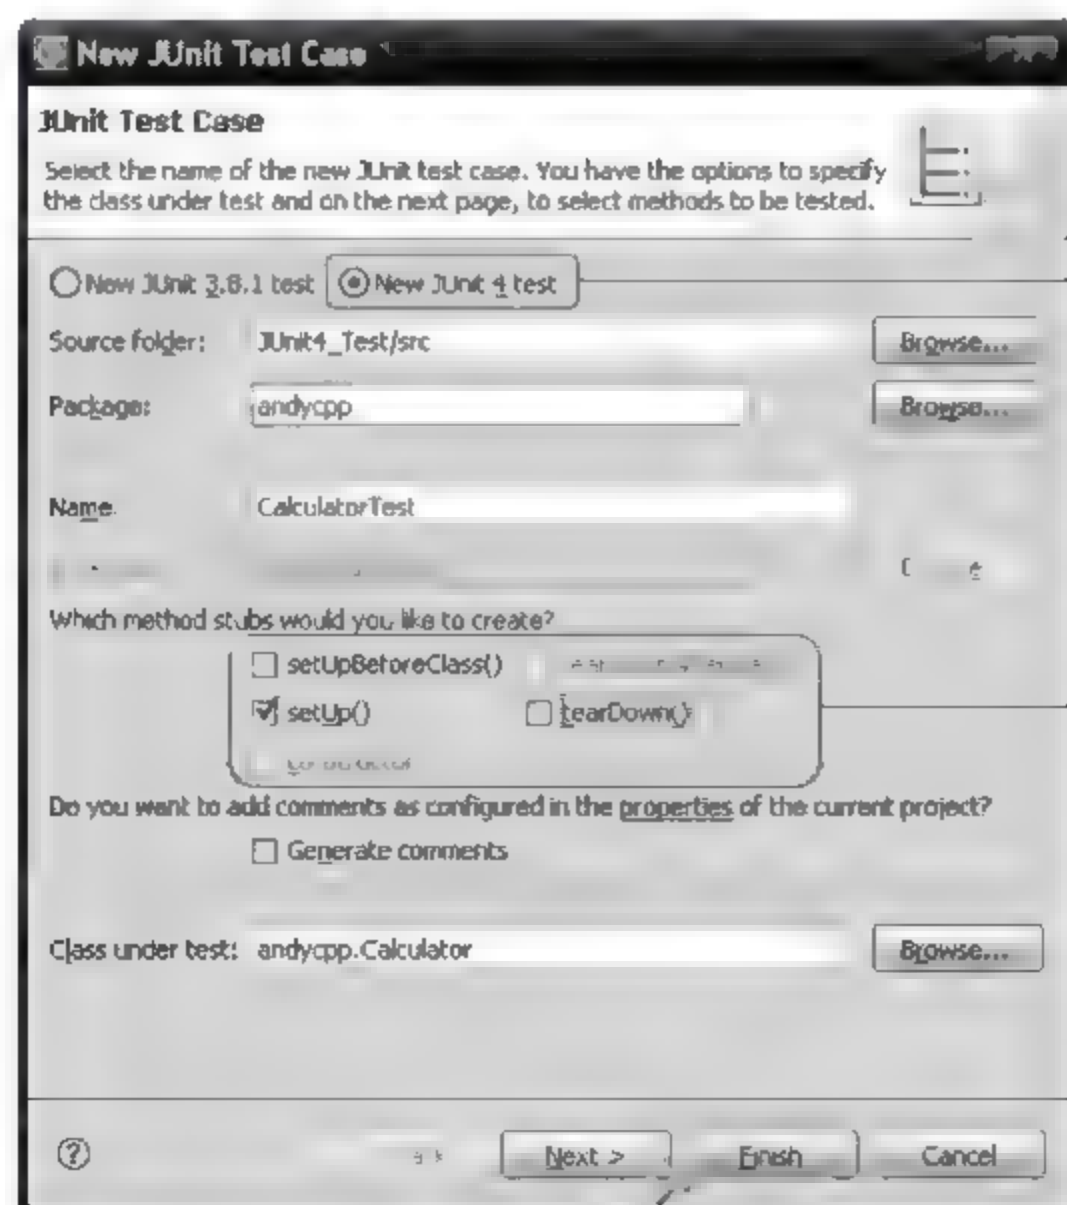 New JUnit Test Case
JUnit Test Case
Select the name of the new JUnit test case. You have the options to specify
the class under test and on the next page, to select methods to be tested.
New JUnit 3.8.1 test New JUnit 4 test
Source folder: JUnit4_Test/src Browse...
Package: andycpp Browse...
Name: CalculatorTest
Which method stubs would you like to create?
setUpBeforeClass()
setUp() tearDown()
Do you want to add comments as configured in the properties of the current project?
Generate comments
Class under test: andycpp.Calculator Browse...
Next > Finish Cancel